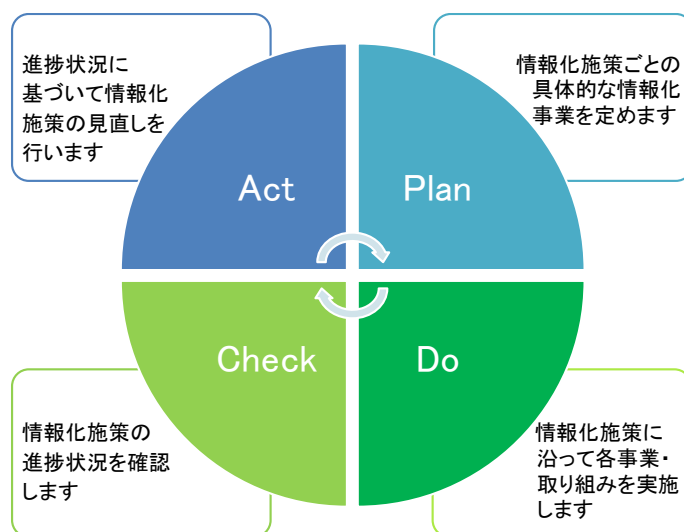 進捗状況に
基づいて情報化
施策の見直しを
行います
情報化施策ごとの
具体的な情報化
事業を定めます
Act
Plan
Check
Do
情報化施策の
進捗状況を確認
します
情報化施策に
沿って各事業・
取り組みを実施
します